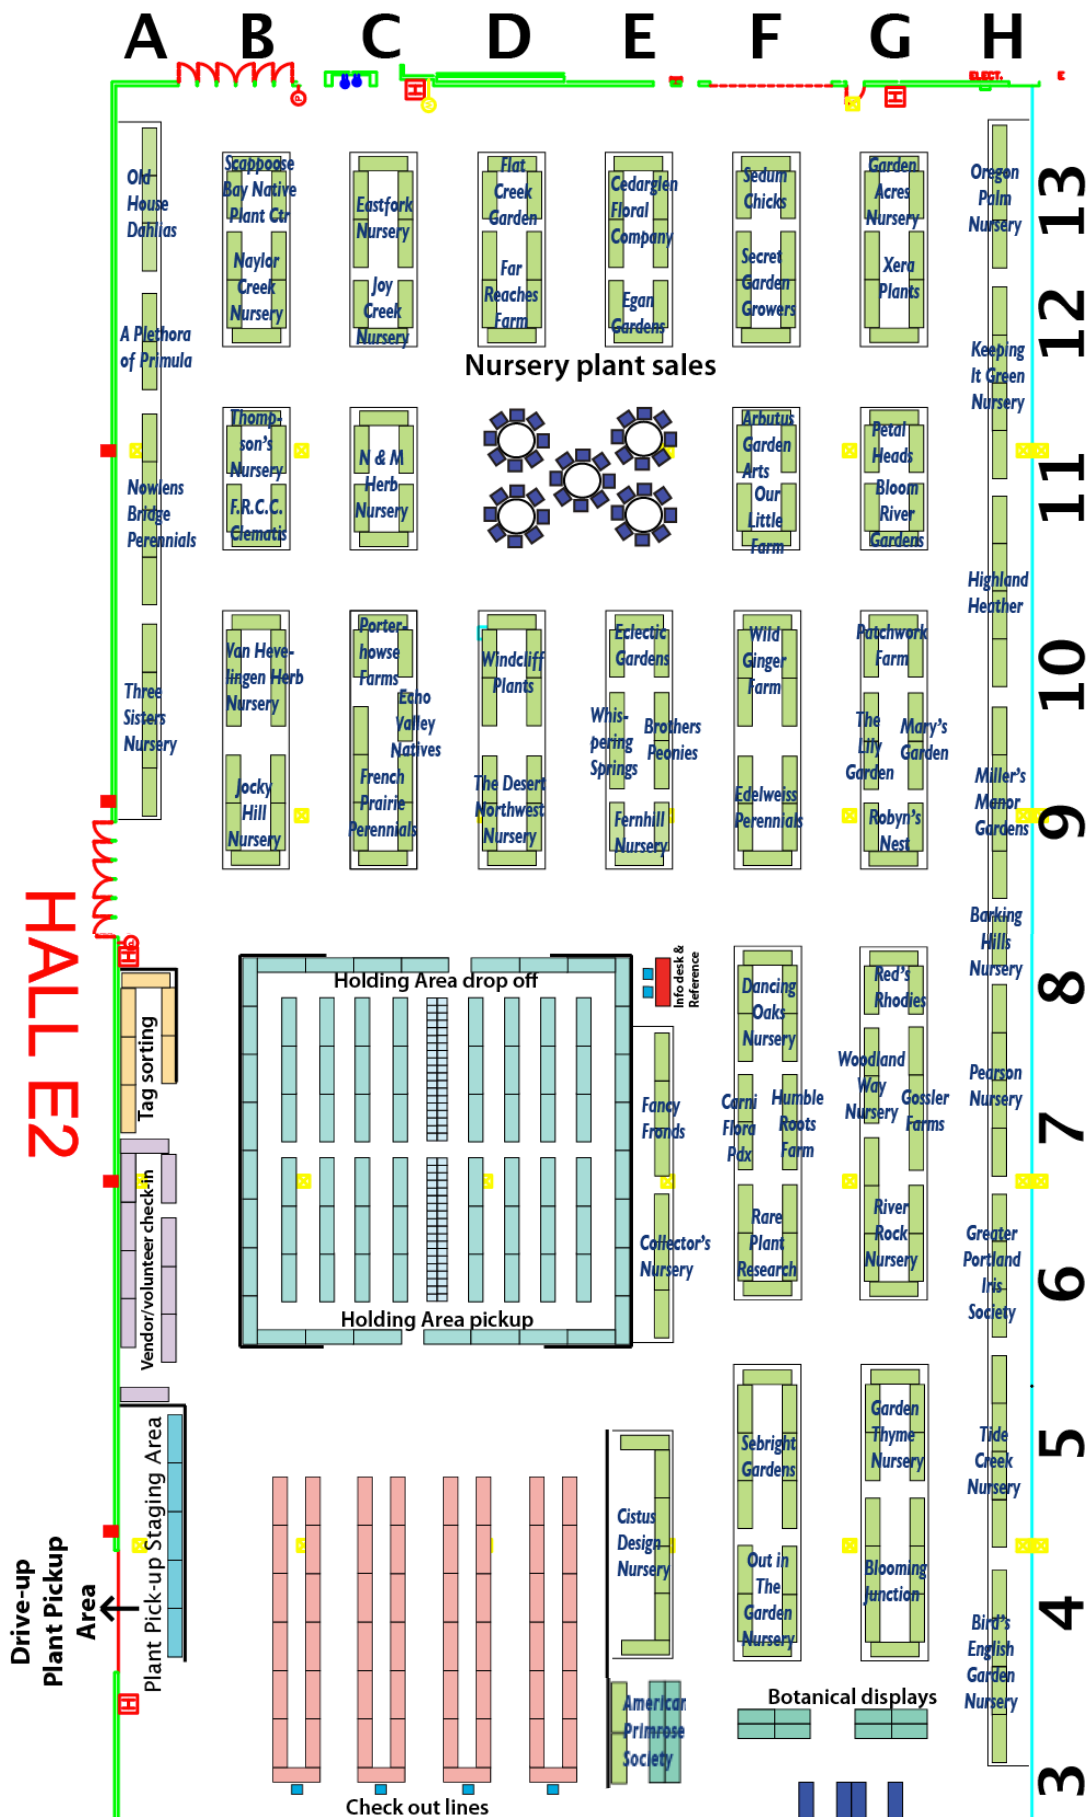 A B C D E F G H
ELECT.
E
13
12
11
10
9
8
7
6
5
4
3
Old
House
Dahlias
Scappoose
Bay Native
Plant Ctr
Naylor
Creek
Nursery
Eastfork
Nursery
Joy
Creek
Nursery
Flat
Creek
Garden
Far
Reaches
Farm
Cedarglen
Floral
Company
Egan
Gardens
Sedum
Chicks
Secret
Garden
Growers
Garden
Acres
Nursery
Xera
Plants
Oregon
Palm
Nursery
A Plethora
of Primula
Nursery plant sales
Keeping
It Green
Nursery
Nowlens
Bridge
Perennials
Thomp-
son's
Nursery
F.R.C.C.
Clematis
N & M
Herb
Nursery
Arbutus
Garden
Arts
Our
Little
Farm
Petal
Heads
Bloom
River
Gardens
Highland
Heather
Three
Sisters
Nursery
Van Heve-
lingen Herb
Nursery
Jocky
Hill
Nursery
Porter-
howse
Farms
Echo
Valley
Natives
French
Prairie
Perennials
Windcliff
Plants
The Desert
Northwest
Nursery
Eclectic
Gardens
Whis-
pering
Springs
Brothers
Peonies
Fernhill
Nursery
Wild
Ginger
Farm
Edelweiss
Perennials
Patchwork
Farm
The
Lily
Garden
Mary's
Garden
Robyn's
Nest
Miller's
Manor
Gardens
Barking
Hills
Nursery
HALL E2
Tag sorting
Vendor/volunteer check-in
Holding Area drop off
Holding Area pickup
Info desk &
Reference
Fancy
Fronds
Collector's
Nursery
Dancing
Oaks
Nursery
Carni
Flora
Pdx
Humble
Roots
Farm
Rare
Plant
Research
Red's
Rhodies
Woodland
Way
Nursery
Gossler
Farms
River
Rock
Nursery
Pearson
Nursery
Greater
Portland
Iris
Society
Plant Pick-up Staging Area
Drive-up
Plant Pickup
Area
Cistus
Design
Nursery
American
Primrose
Society
Sebright
Gardens
Out in
The
Garden
Nursery
Garden
Thyme
Nursery
Blooming
Junction
Tide
Creek
Nursery
Bird's
English
Garden
Nursery
Botanical displays
Check out lines